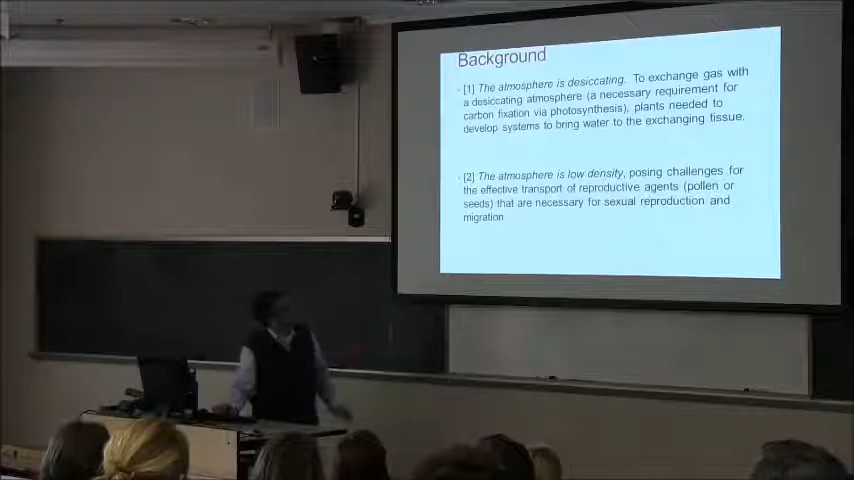 Background
[1] The atmosphere is desiccating. To exchange gas with
a desiccating atmosphere (a necessary requirement for
carbon fixation via photosynthesis), plants needed to
develop systems to bring water to the exchanging tissue.
[2] The atmosphere is low density, posing challenges for
the effective transport of reproductive agents (pollen or
seeds) that are necessary for sexual reproduction and
migration